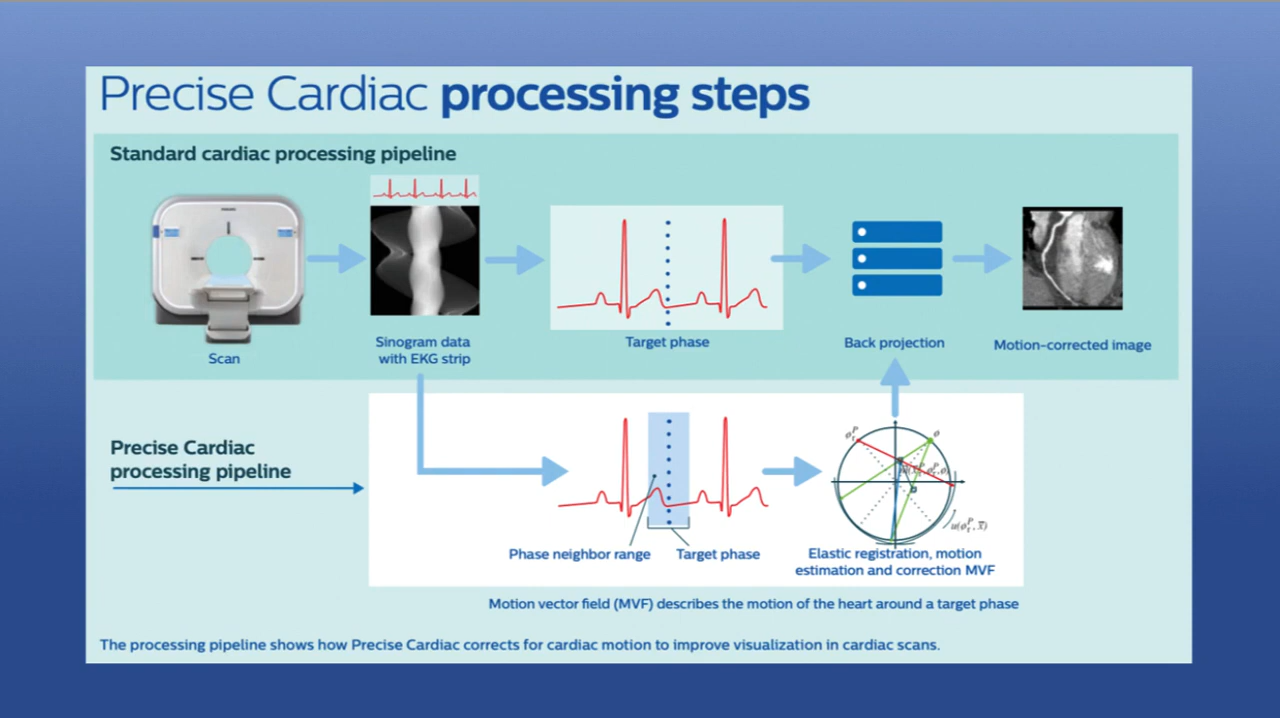 Precise Cardiac processing steps
Standard cardiac processing pipeline
Scan
Sinogram data
with EKG strip
Target phase
Back projection
Motion-corrected image
Precise Cardiac
processing pipeline
Phase neighbor range
Target phase
Elastic registration, motion
estimation and correction MVF
Motion vector field (MVF) describes the motion of the heart around a target phase
The processing pipeline shows how Precise Cardiac corrects for cardiac motion to improve visualization in cardiac scans.